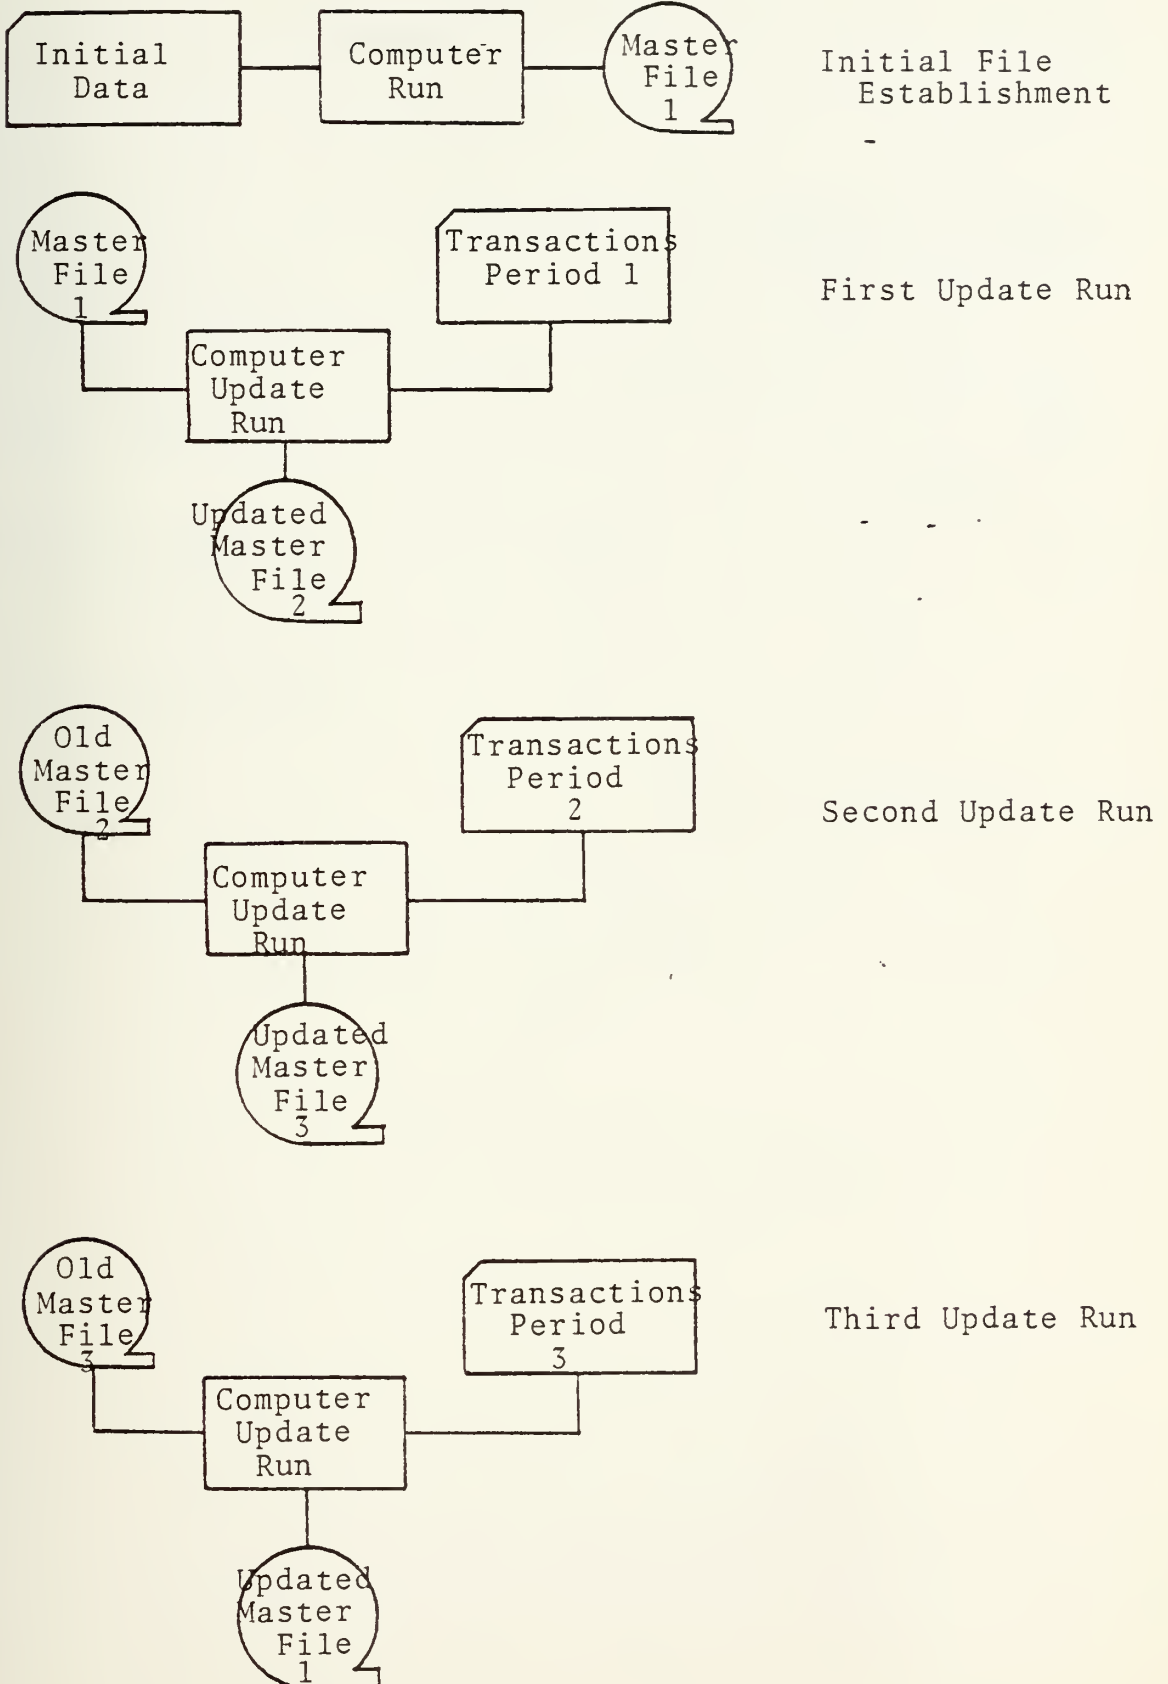 Initial
Data
Computer
Run
Master
File
1
Initial File
Establishment
Master
File
1
Transactions
Period 1
First Update Run
Computer
Update
Run
Updated
Master
File
2
Old
Master
File
2
Transactions
Period
2
Second Update Run
Computer
Update
Run
Updated
Master
File
3
Old
Master
File
3
Transactions
Period
3
Third Update Run
Computer
Update
Run
Updated
Master
File
1